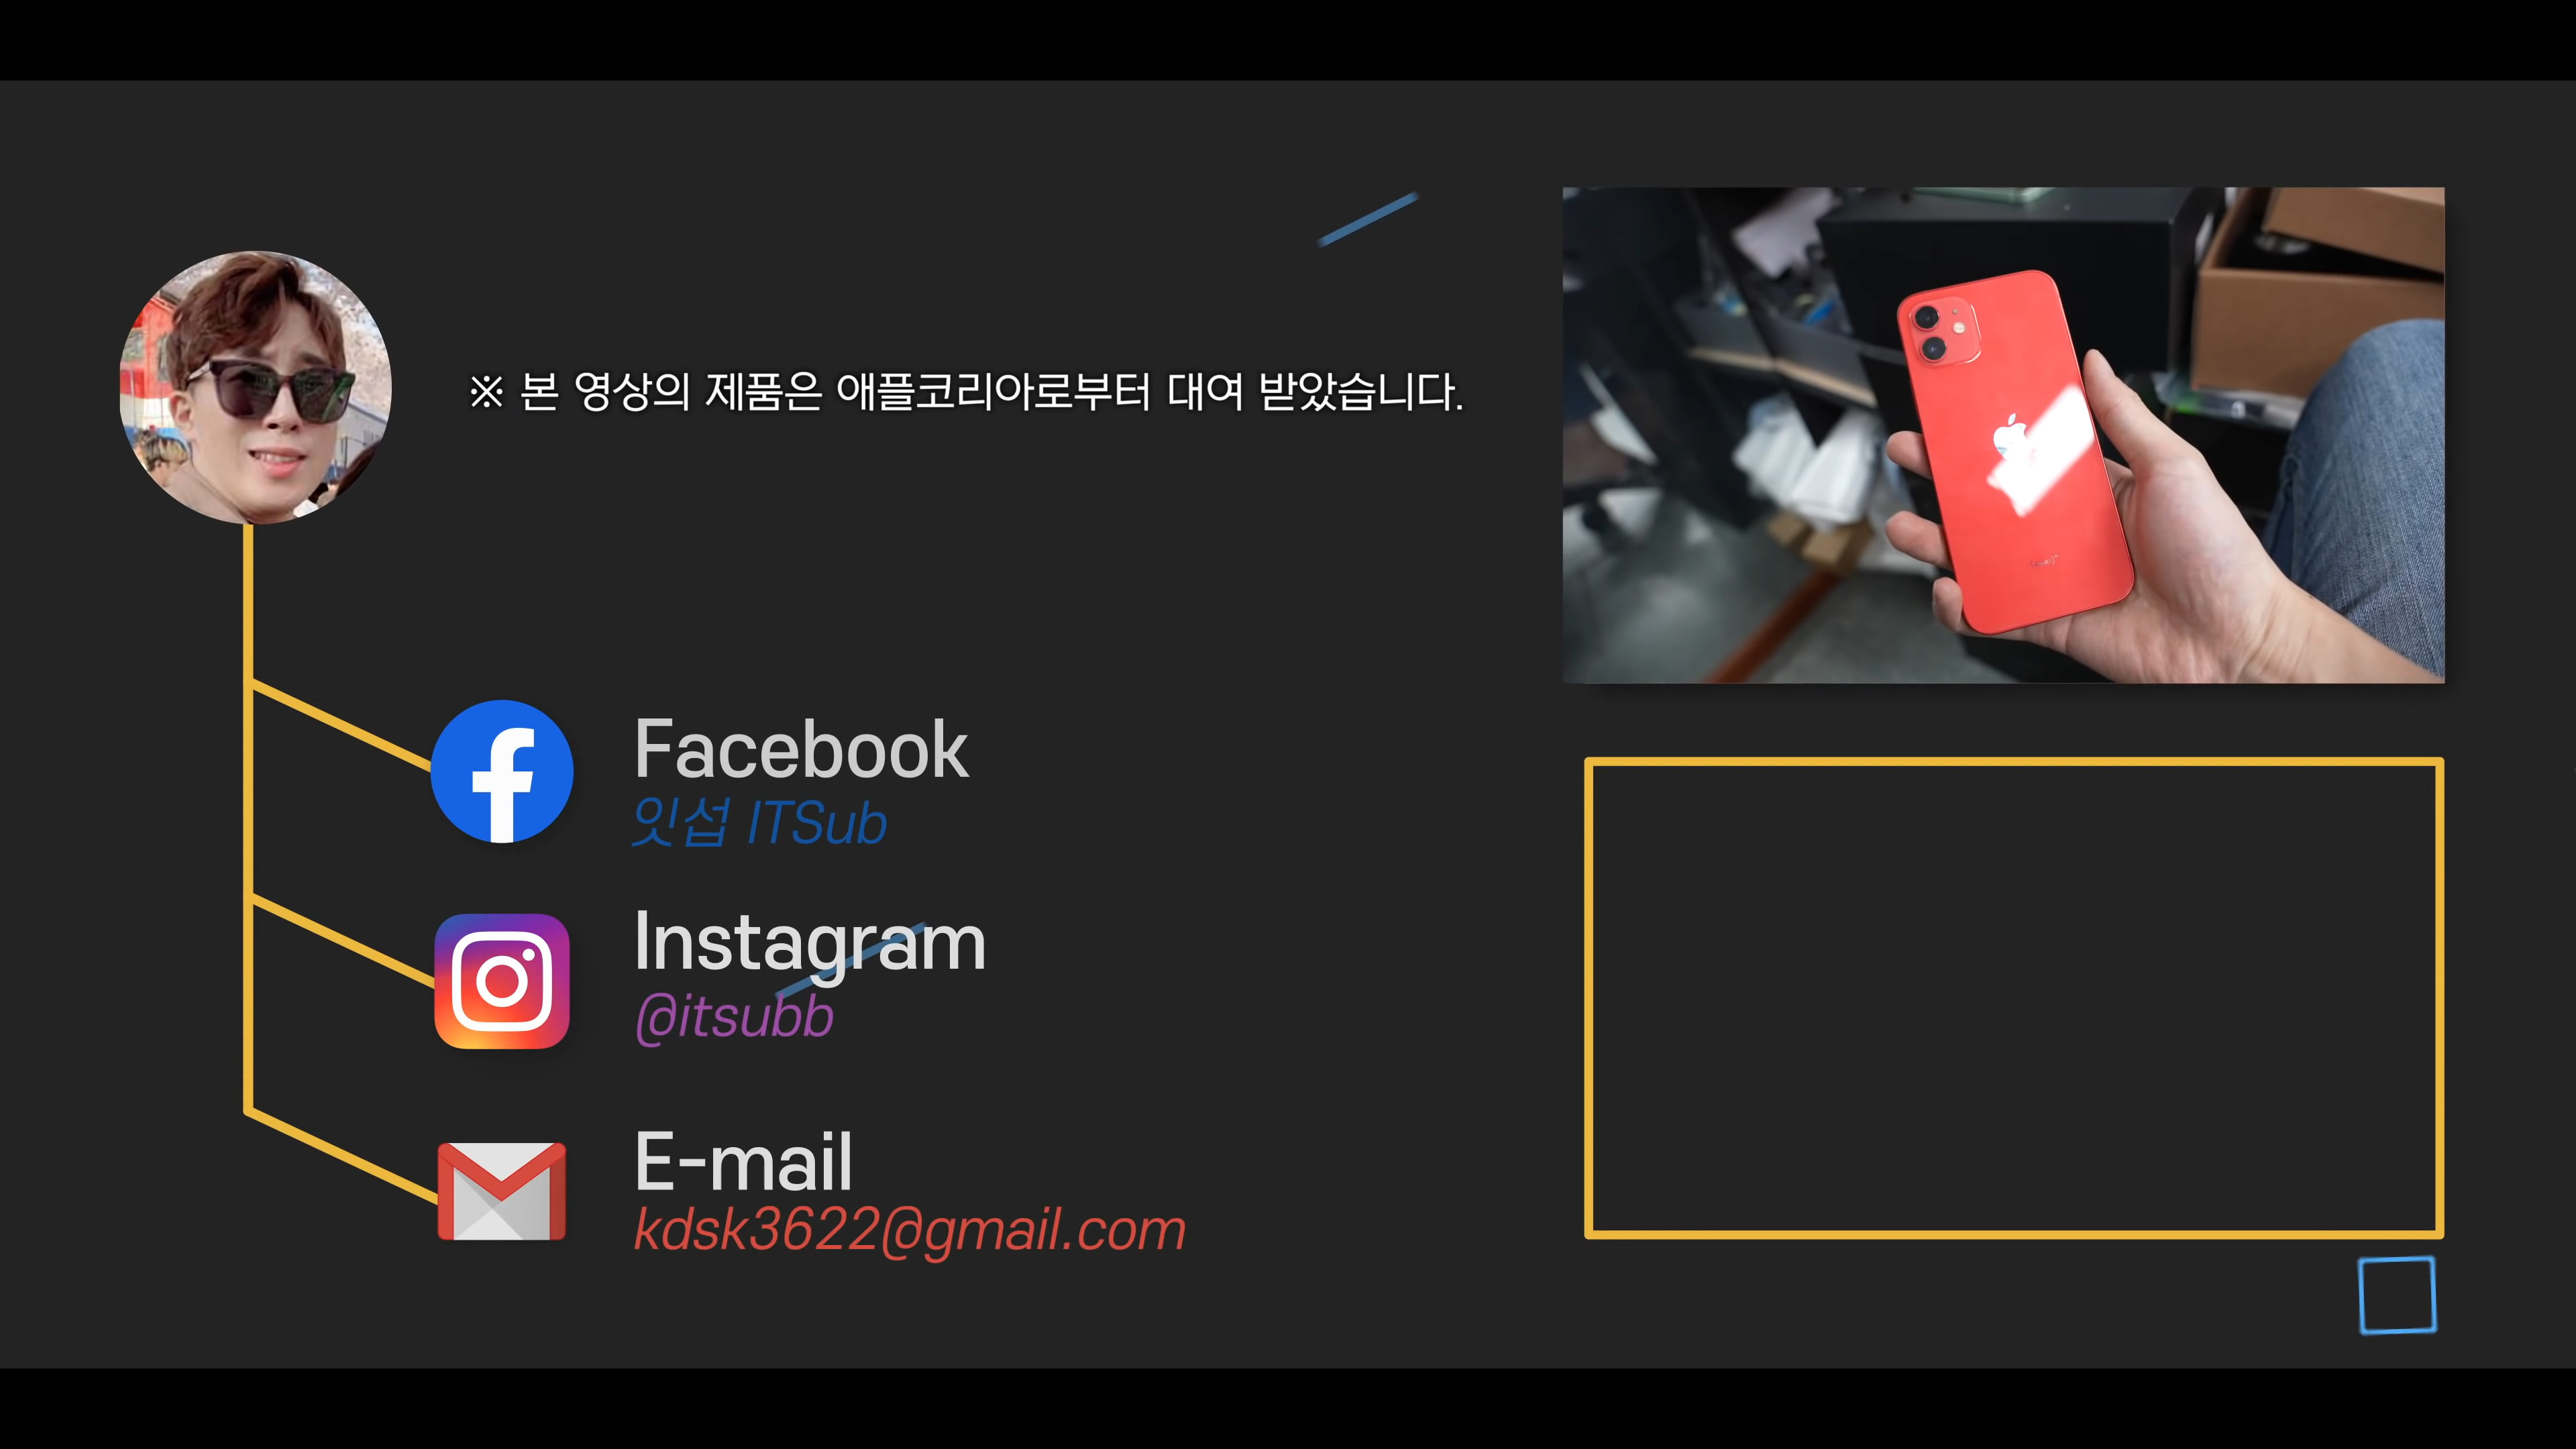 ※ 본 영상의 제품은 애플코리아로부터 대여 받았습니다.
Facebook
잇섭 ITSub
Instagram
@itsubb
E-mail
kdsk3622@gmail.com